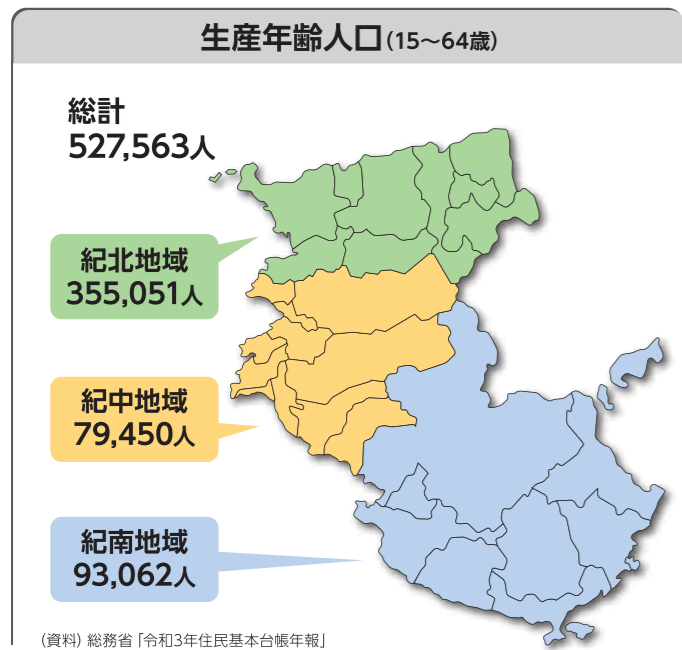 生産年齢人口(15〜64歳)
総計
527,563人
紀北地域
355,051人
紀中地域
79,450人
紀南地域
93,062人
(資料) 総務省「令和3年住民基本台帳年報」